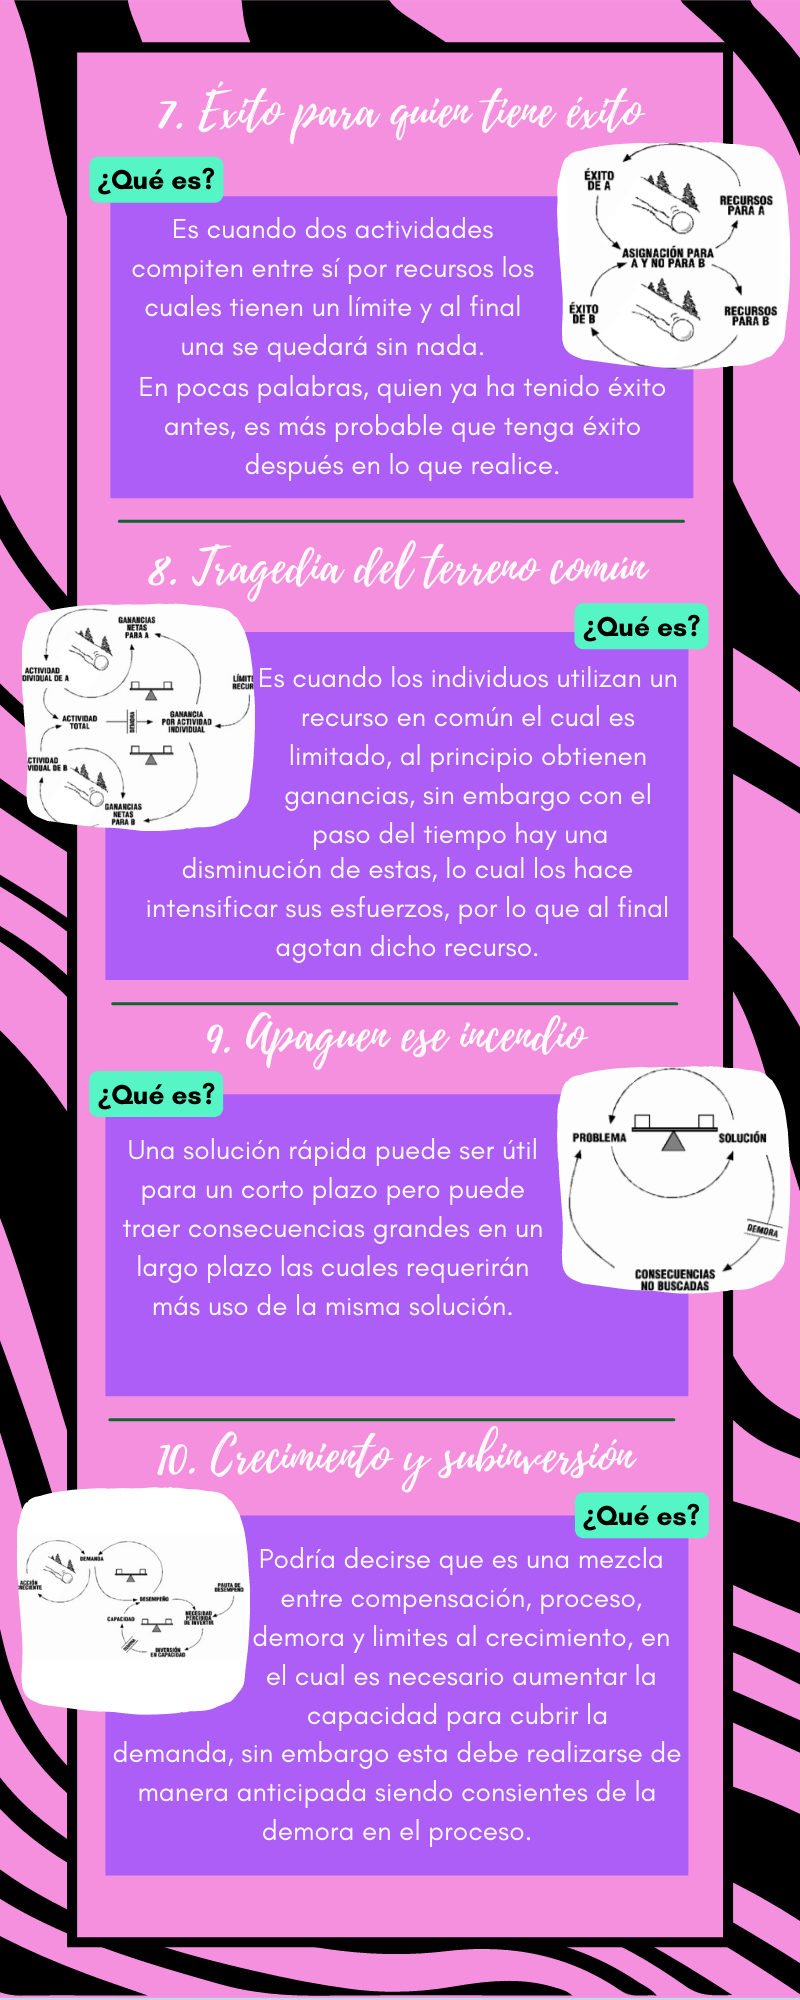 7. Éxito para quien tiene éxito
¿Qué es?
Es cuando dos actividades
compiten entre sí por recursos los
cuales tienen un límite y al final
una se quedará sin nada.
En pocas palabras, quien ya ha tenido éxito
antes, es más probable que tenga éxito
después en lo que realice.
ÉXITO
DE A
RECURSOS
PARA A
ASIGNACIÓN PARA
A Y NO PARA B
ÉXITO
DE B
RECURSOS
PARA B
8. Tragedia del terreno común
¿Qué es?
GANANCIAS
NETAS
PARA A
ACTIVIDAD
DIVIDUAL DE A
LÍMIT
RECUR
ACTIVIDAD
TOTAL
DEMORA
GANANCIA
POR ACTIVIDAD
INDIVIDUAL
CTIVIDAD
VIDUAL DE B
GANANCIAS
NETAS
PARA B
Es cuando los individuos utilizan un
recurso en común el cual es
limitado, al principio obtienen
ganancias, sin embargo con el
paso del tiempo hay una
disminución de estas, lo cual los hace
intensificar sus esfuerzos, por lo que al final
agotan dicho recurso.
9. Apaguen ese incendio
¿Qué es?
Una solución rápida puede ser útil
para un corto plazo pero puede
traer consecuencias grandes en un
largo plazo las cuales requerirán
más uso de la misma solución.
PROBLEMA
SOLUCIÓN
DEMORA
CONSECUENCIAS
NO BUSCADAS
10. Crecimiento y subinversión
¿Qué es?
DEMANDA
ACCIÓN
RECIENTE
DESEMPEÑO
PAUTA DE
DESEMPEÑO
CAPACIDAD
NECESIDAD
PERCIBIDA
DE INVERTIR
INVERSIÓN
EN CAPACIDAD
Podría decirse que es una mezcla
entre compensación, proceso,
demora y limites al crecimiento, en
el cual es necesario aumentar la
capacidad para cubrir la
demanda, sin embargo esta debe realizarse de
manera anticipada siendo consientes de la
demora en el proceso.